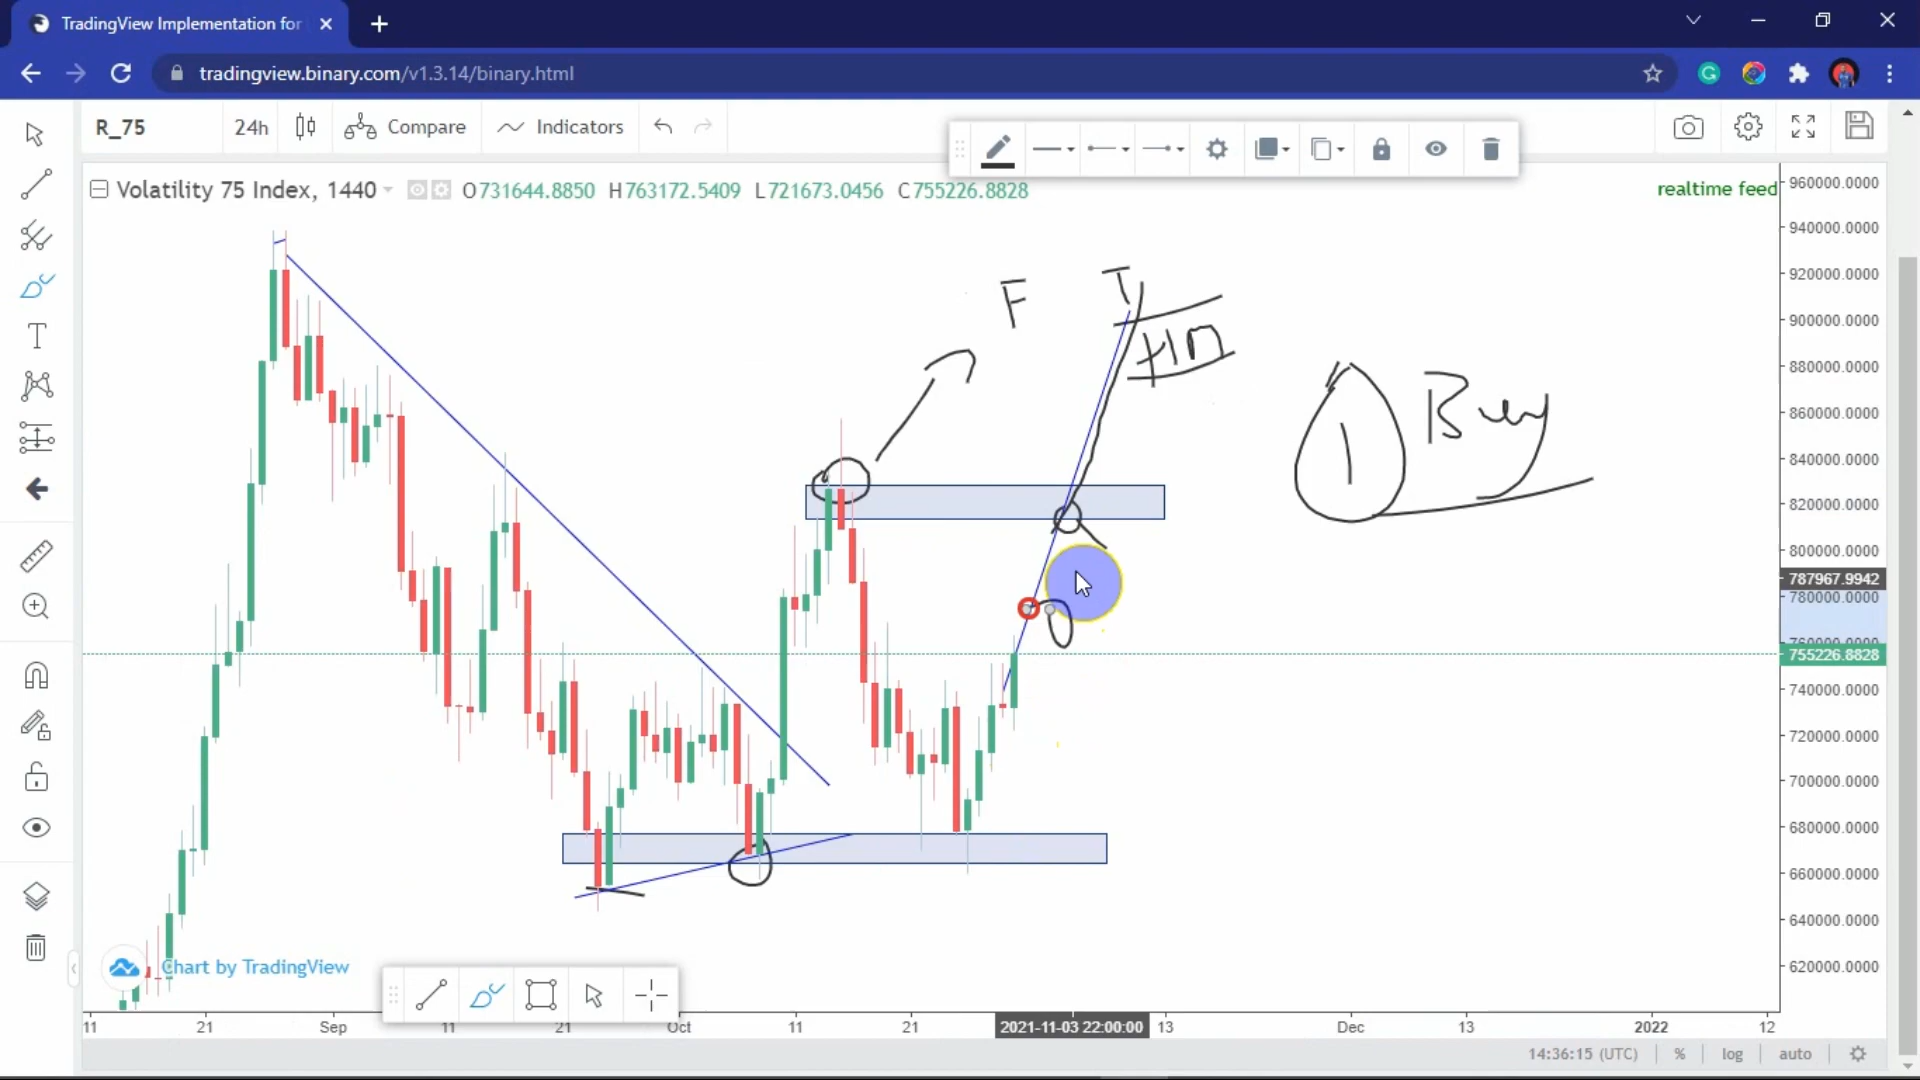 TradingView Implementation for
tradingview.binary.com/v1.3.14/binary.html
R_75 24h Compare Indicators
Volatility 75 Index, 1440 O731644.8850 H763172.5409 L721673.0456 C755226.8828
realtime feed
960000.0000
940000.0000
920000.0000
900000.0000
880000.0000
860000.0000
840000.0000
820000.0000
800000.0000
787967.9942
780000.0000
760000.0000
755226.8828
740000.0000
720000.0000
700000.0000
680000.0000
660000.0000
640000.0000
620000.0000
F T
1 Buy
Chart by TradingView
11 21 Sep 11 21 Oct 11 21 2021-11-03 22:00:00 13 Dec 13 2022 12
14:36:15 (UTC) % log auto